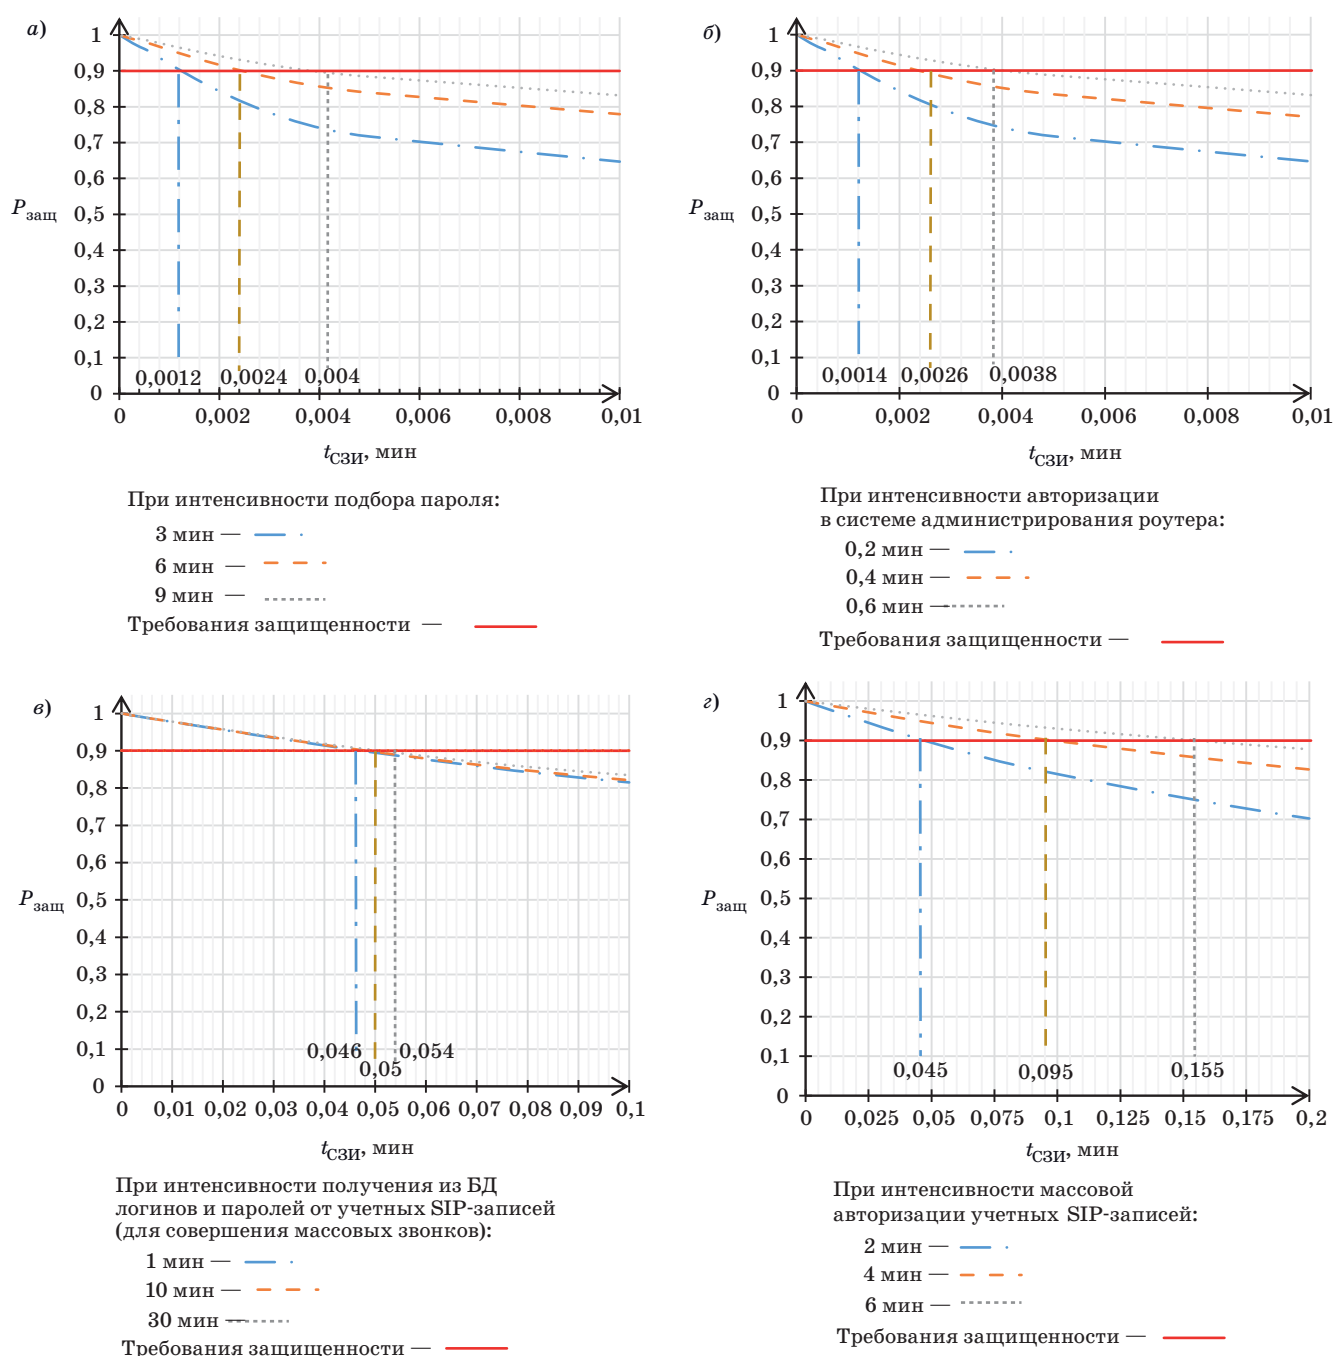 а)
1
0,9
0,8
0,7
0,6
Pзащ 0,5
0,4
0,3
0,2
0,1
0
0,0012 0,0024 0,004
0 0,002 0,004 0,006 0,008 0,01
tСЗИ, мин
При интенсивности подбора пароля:
3 мин —
6 мин —
9 мин —
Требования защищенности —
б)
1
0,9
0,8
0,7
0,6
Pзащ 0,5
0,4
0,3
0,2
0,1
0
0,0014 0,0026 0,0038
0 0,002 0,004 0,006 0,008 0,01
tСЗИ, мин
При интенсивности авторизации
в системе администрирования роутера:
0,2 мин —
0,4 мин —
0,6 мин —
Требования защищенности —
в)
1
0,9
0,8
0,7
0,6
Pзащ 0,5
0,4
0,3
0,2
0,1
0
0,046 0,054
0,05
0 0,01 0,02 0,03 0,04 0,05 0,06 0,07 0,08 0,09 0,1
tСЗИ, мин
При интенсивности получения из БД
логинов и паролей от учетных SIP-записей
(для совершения массовых звонков):
1 мин —
10 мин —
30 мин —
Требования защищенности —
г)
1
0,9
0,8
0,7
0,6
Pзащ 0,5
0,4
0,3
0,2
0,1
0
0,045 0,095 0,155
0 0,025 0,05 0,075 0,1 0,125 0,15 0,175 0,2
tСЗИ, мин
При интенсивности массовой
авторизации учетных SIP-записей:
2 мин —
4 мин —
6 мин —
Требования защищенности —